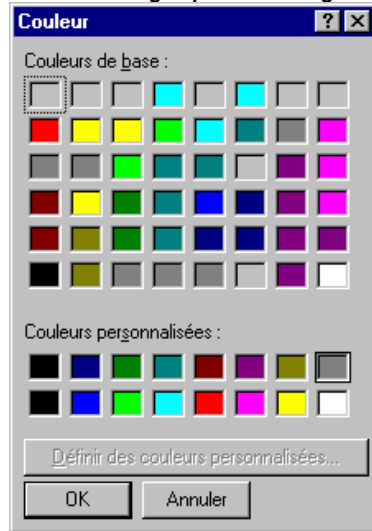 Couleur ? X
Couleurs de base :
Couleurs personnalisées :
Définir des couleurs personnalisées...
OK Annuler